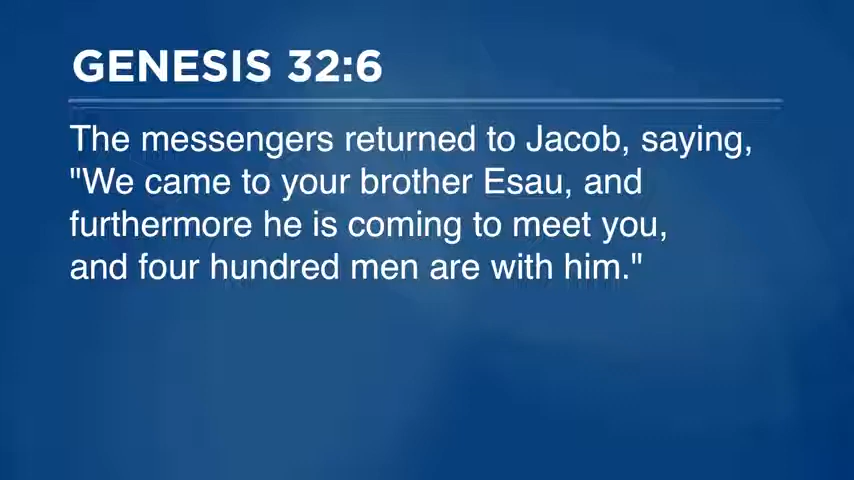 GENESIS 32:6
The messengers returned to Jacob, saying,
"We came to your brother Esau, and
furthermore he is coming to meet you,
and four hundred men are with him."